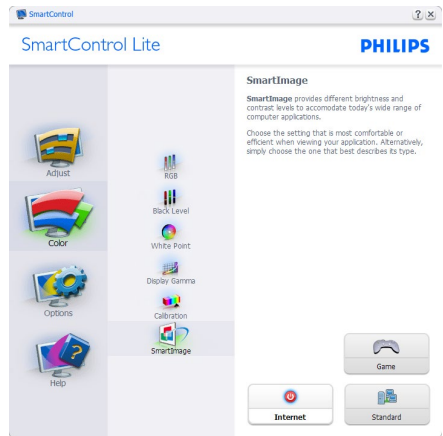 SmartControl
SmartControl Lite
PHILIPS
Adjust
Color
Options
Help
RGB
Black Level
White Point
Display Gamma
Calibration
SmartImage
SmartImage
SmartImage provides different brightness and
contrast levels to accomodate today's wide range of
computer applications.
Choose the setting that is most comfortable or
efficient when viewing your application. Alternatively,
simply choose the one that best describes its type.
Game
Internet
Standard